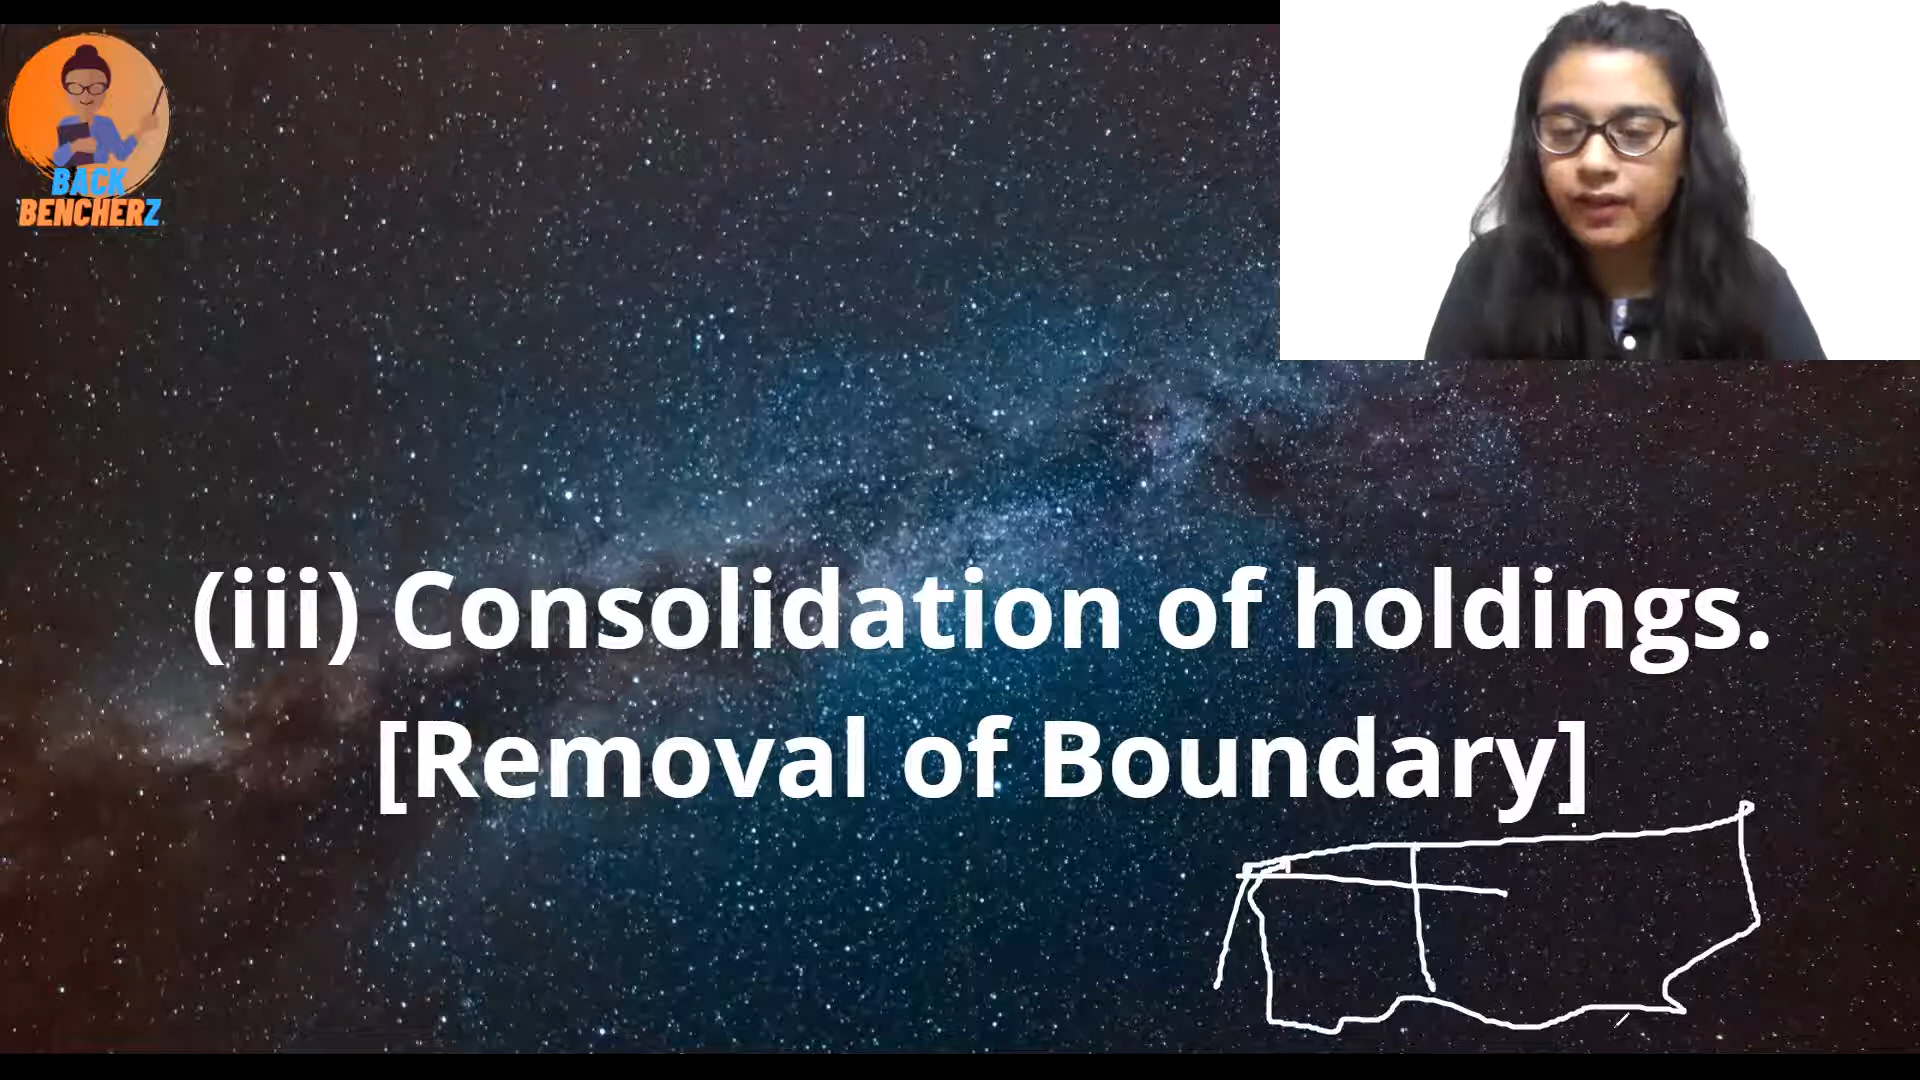 BACK
BENCHERZ
(iii) Consolidation of holdings.
[Removal of Boundary]